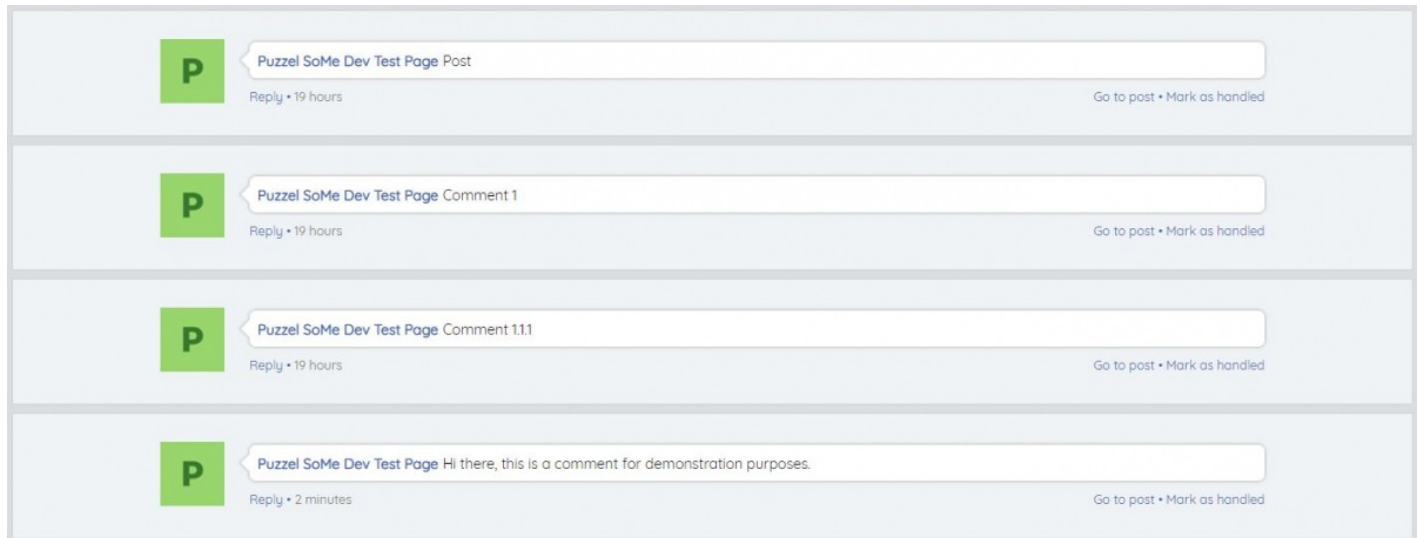 P
Puzzel SoMe Dev Test Page Post
Reply • 19 hours
Go to post • Mark as handled
P
Puzzel SoMe Dev Test Page Comment 1
Reply • 19 hours
Go to post • Mark as handled
P
Puzzel SoMe Dev Test Page Comment 1.1.1
Reply • 19 hours
Go to post • Mark as handled
P
Puzzel SoMe Dev Test Page Hi there, this is a comment for demonstration purposes.
Reply • 2 minutes
Go to post • Mark as handled